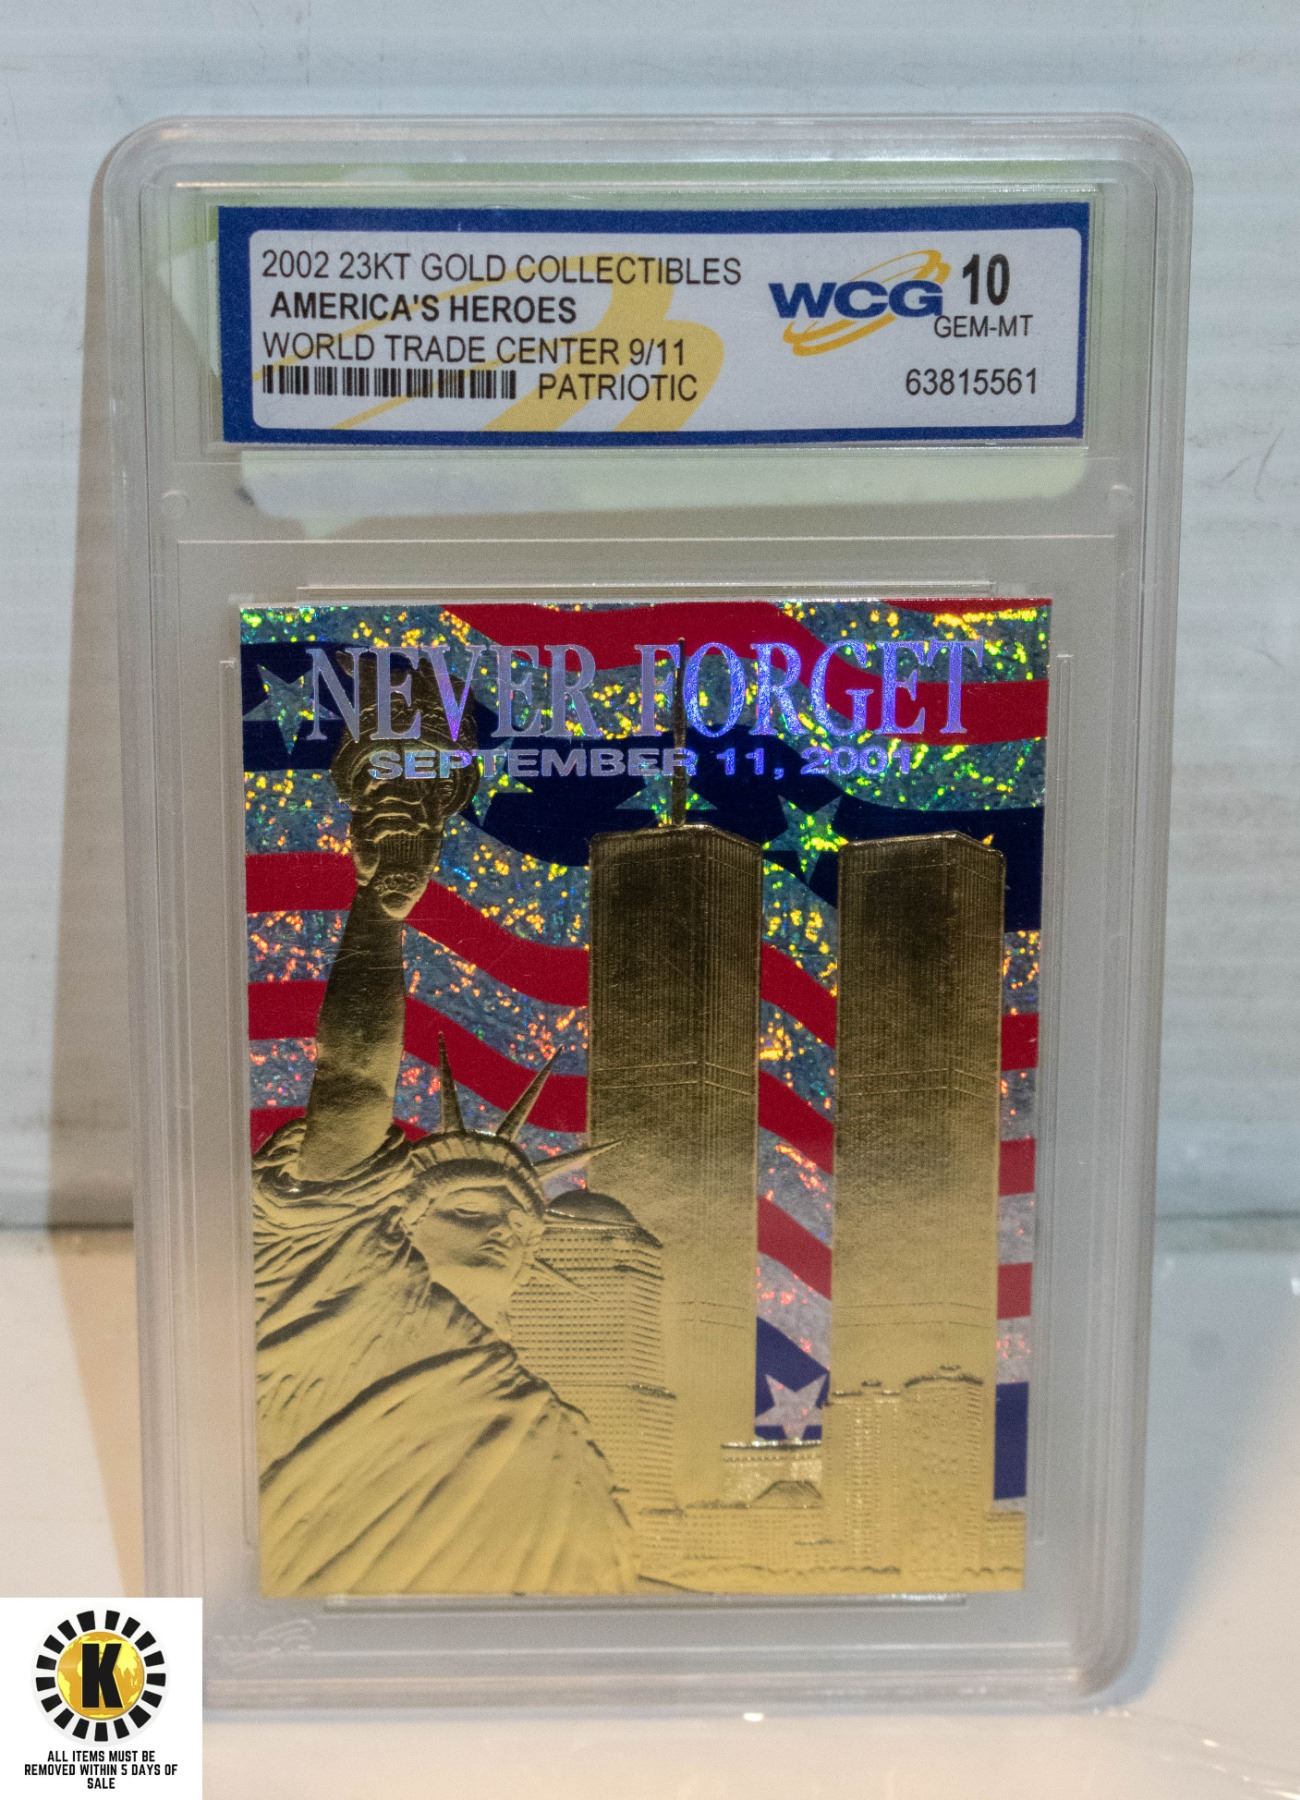 2002 23KT GOLD COLLECTIBLES
AMERICA'S HEROES
WORLD TRADE CENTER 9/11
PATRIOTIC
WCG 10
GEM-MT
63815561
NEVER FORGET
SEPTEMBER 11, 2001
K
ALL ITEMS MUST BE
REMOVED WITHIN 5 DAYS OF
SALE